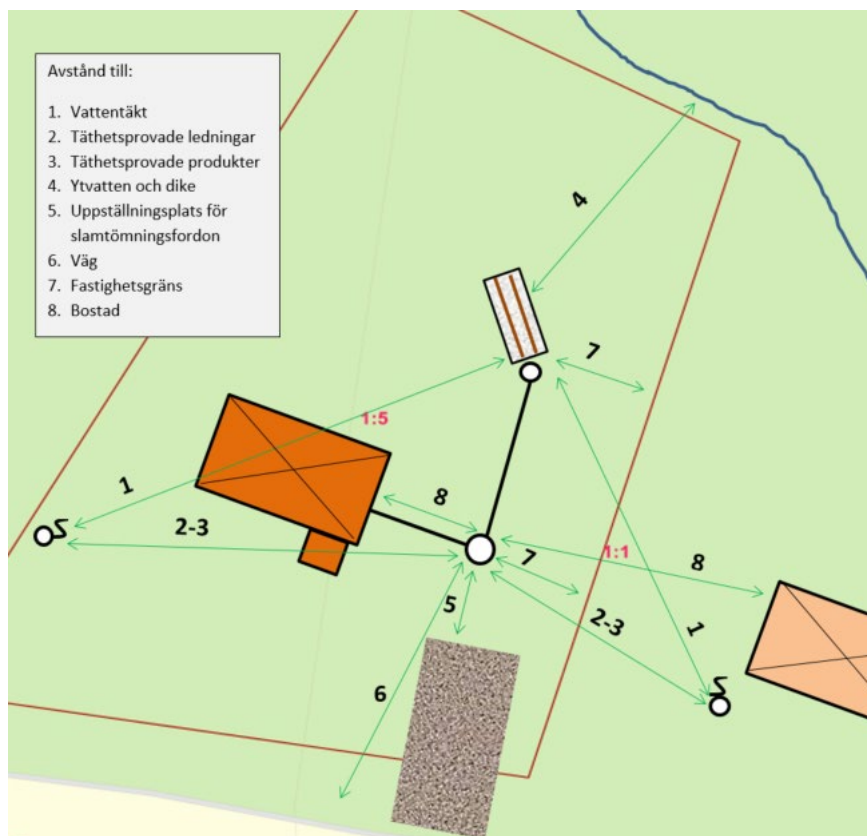 Avstånd till:
1. Vattentäkt
2. Täthetsprovade ledningar
3. Täthetsprovade produkter
4. Ytvatten och dike
5. Uppställningsplats för
slamtömningsfordon
6. Väg
7. Fastighetsgräns
8. Bostad
4
7
1:5
1
8
2-3
7
1:1
8
5
2-3
1
6